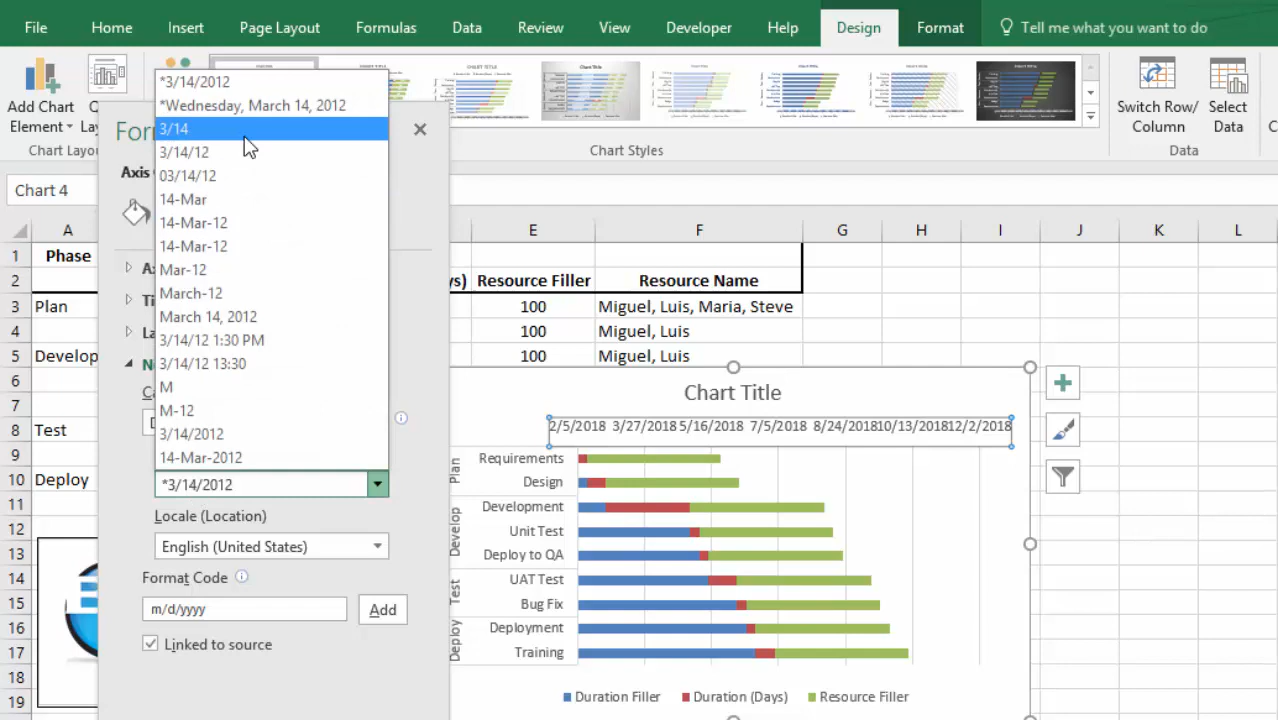 File Home Insert Page Layout Formulas Data Review View Developer Help Design Format Tell me what you want to do
Add Chart
Element
Switch Row/
Column
Select
Data
Chart Styles
Data
*3/14/2012
*Wednesday, March 14, 2012
3/14
3/14/12
03/14/12
14-Mar
14-Mar-12
14-Mar-12
Mar-12
March-12
March 14, 2012
3/14/12 1:30 PM
3/14/12 13:30
M
M-12
3/14/2012
14-Mar-2012
*3/14/2012
Locale (Location)
English (United States)
Format Code
m/d/yyyy
Add
Linked to source
Axis
Chart 4
A E F G H I J K L
1 Phase
2 Resource Filler Resource Name
3 Plan 100 Miguel, Luis, Maria, Steve
4 100 Miguel, Luis
5 Develop 100 Miguel, Luis
6
7
8 Test
9
10 Deploy
11
12
13
14
15
16
17
18
19
Chart Title
2/5/2018 3/27/2018 5/16/2018 7/5/2018 8/24/2018 10/13/2018 12/2/2018
Plan
Requirements
Design
Develop
Development
Unit Test
Deploy to QA
Test
UAT Test
Bug Fix
Deploy
Deployment
Training
Duration Filler Duration (Days) Resource Filler